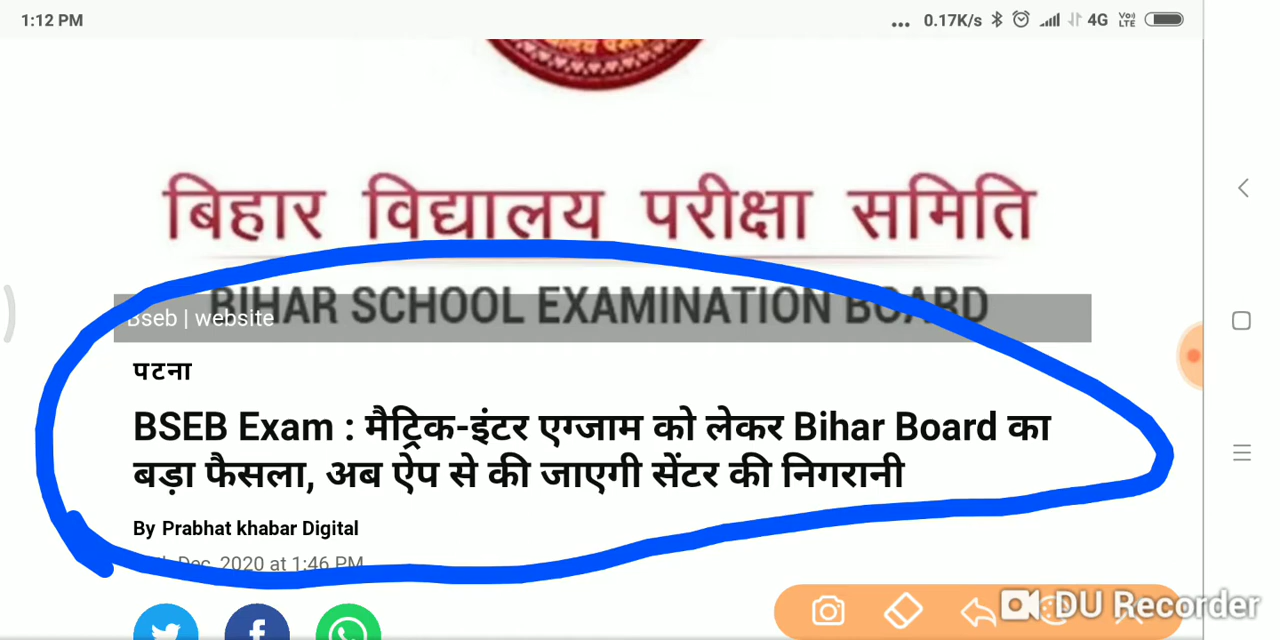 1:12 PM ... 0.17K/s 4G VoLTE
बिहार विद्यालय परीक्षा समिति
BIHAR SCHOOL EXAMINATION BOARD
Bseb | website
पटना
BSEB Exam : मैट्रिक-इंटर एग्जाम को लेकर Bihar Board का
बड़ा फैसला, अब ऐप से की जाएगी सेंटर की निगरानी
By Prabhat khabar Digital
Dec, 2020 at 1:46 PM
DU Recorder